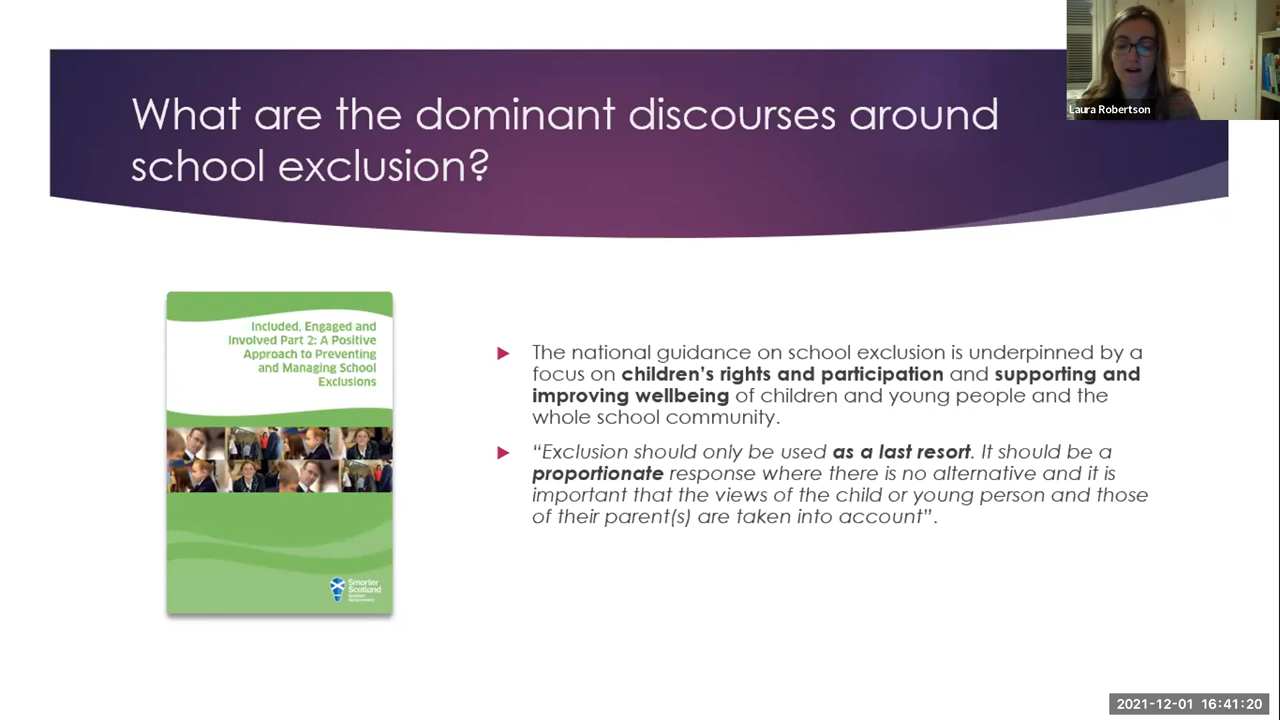 What are the dominant discourses around
school exclusion?
Laura Robertson
Included, Engaged and
Involved Part 2: A Positive
Approach to Preventing
and Managing School
Exclusions
Smarter
Scotland
The national guidance on school exclusion is underpinned by a
focus on children’s rights and participation and supporting and
improving wellbeing of children and young people and the
whole school community.
“Exclusion should only be used as a last resort. It should be a
proportionate response where there is no alternative and it is
important that the views of the child or young person and those
of their parent(s) are taken into account”.
2021-12-01 16:41:20